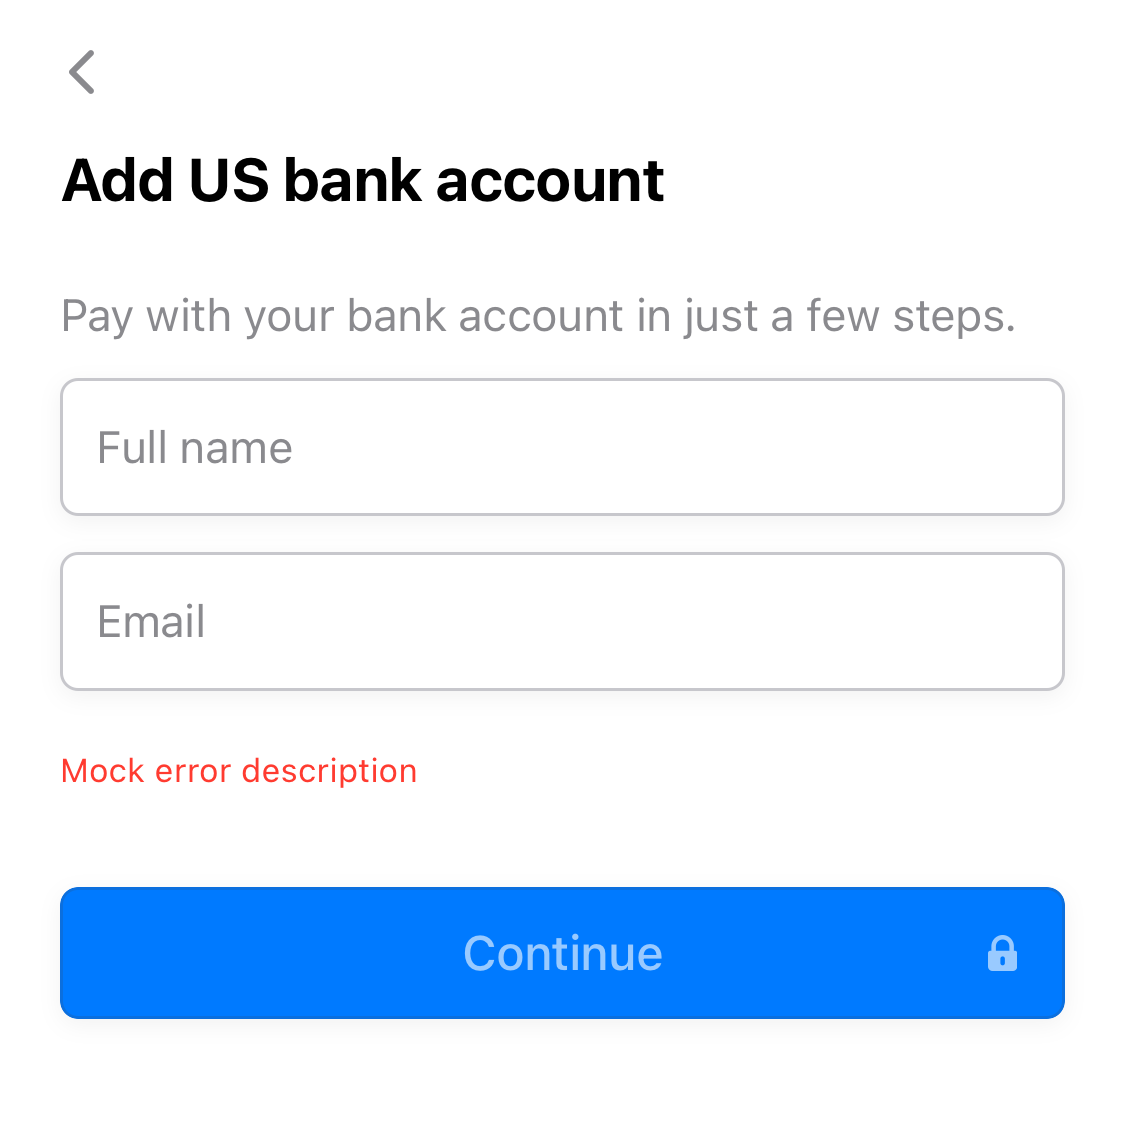 Add US bank account
Pay with your bank account in just a few steps.
Full name
Email
Mock error description
Continue